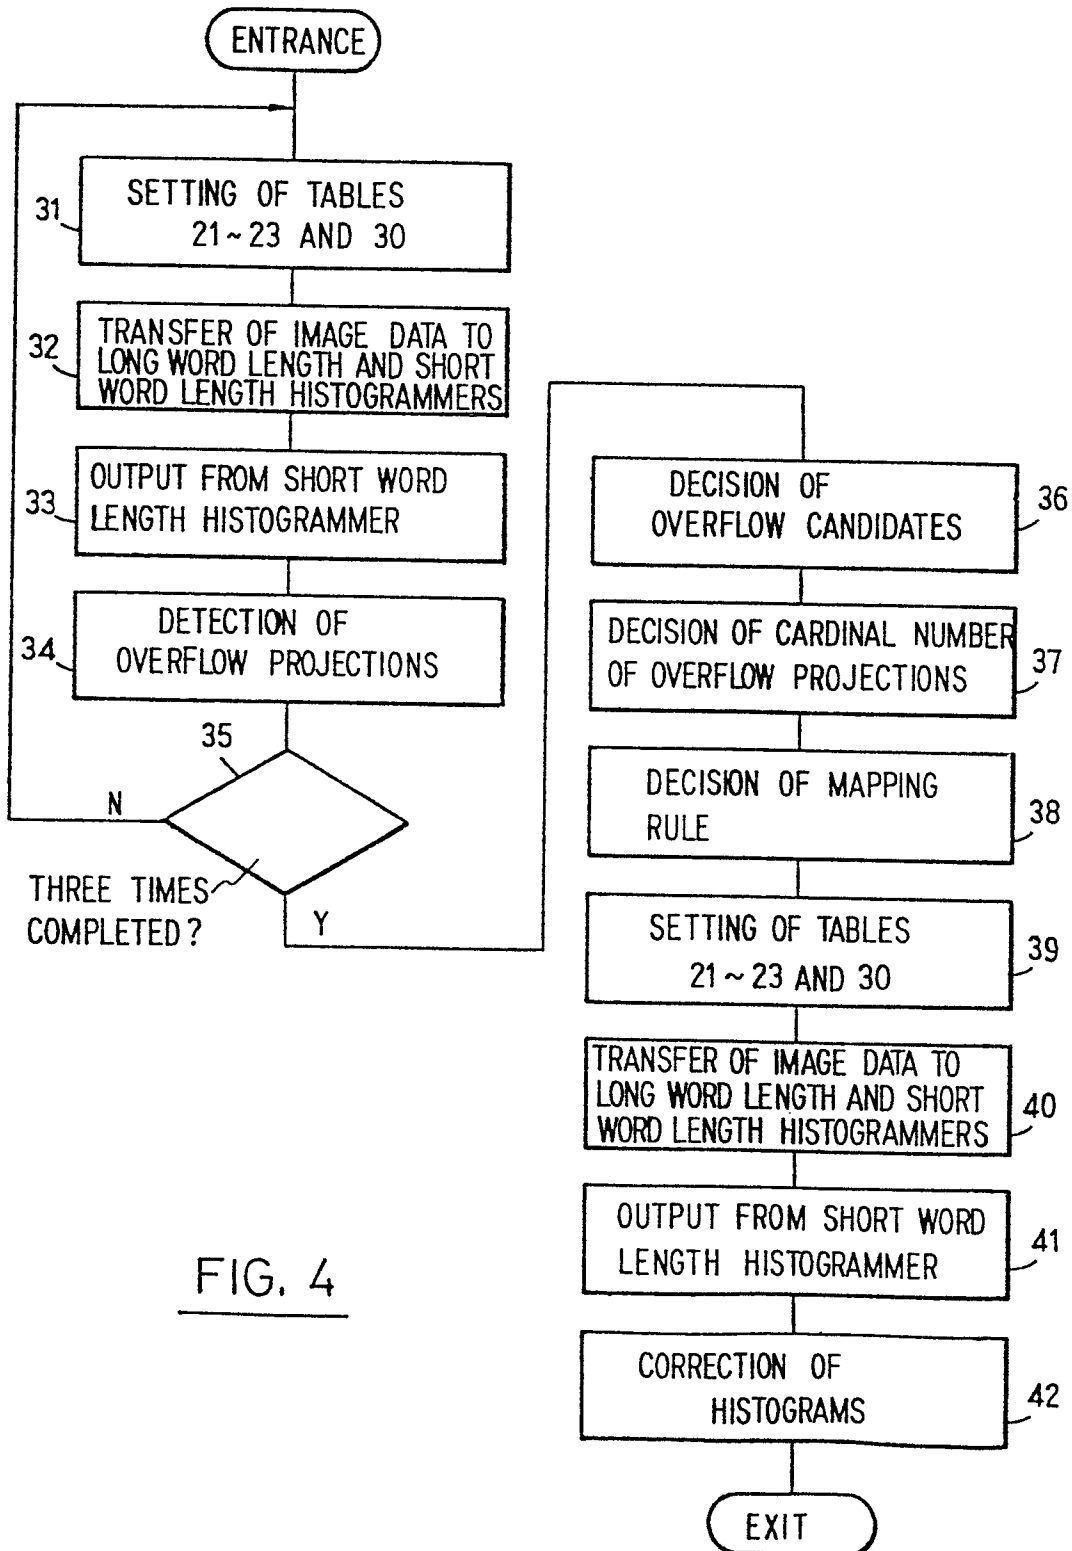 ENTRANCE
31
SETTING OF TABLES
21~23 AND 30
32
TRANSFER OF IMAGE DATA TO
LONG WORD LENGTH AND SHORT
WORD LENGTH HISTOGRAMMERS
33
OUTPUT FROM SHORT WORD
LENGTH HISTOGRAMMER
34
DETECTION OF
OVERFLOW PROJECTIONS
35
N
THREE TIMES
COMPLETED?
Y
DECISION OF
OVERFLOW CANDIDATES
36
DECISION OF CARDINAL NUMBER
OF OVERFLOW PROJECTIONS
37
DECISION OF MAPPING
RULE
38
SETTING OF TABLES
21~23 AND 30
39
TRANSFER OF IMAGE DATA TO
LONG WORD LENGTH AND SHORT
WORD LENGTH HISTOGRAMMERS
40
OUTPUT FROM SHORT WORD
LENGTH HISTOGRAMMER
41
CORRECTION OF
HISTOGRAMS
42
EXIT
FIG. 4